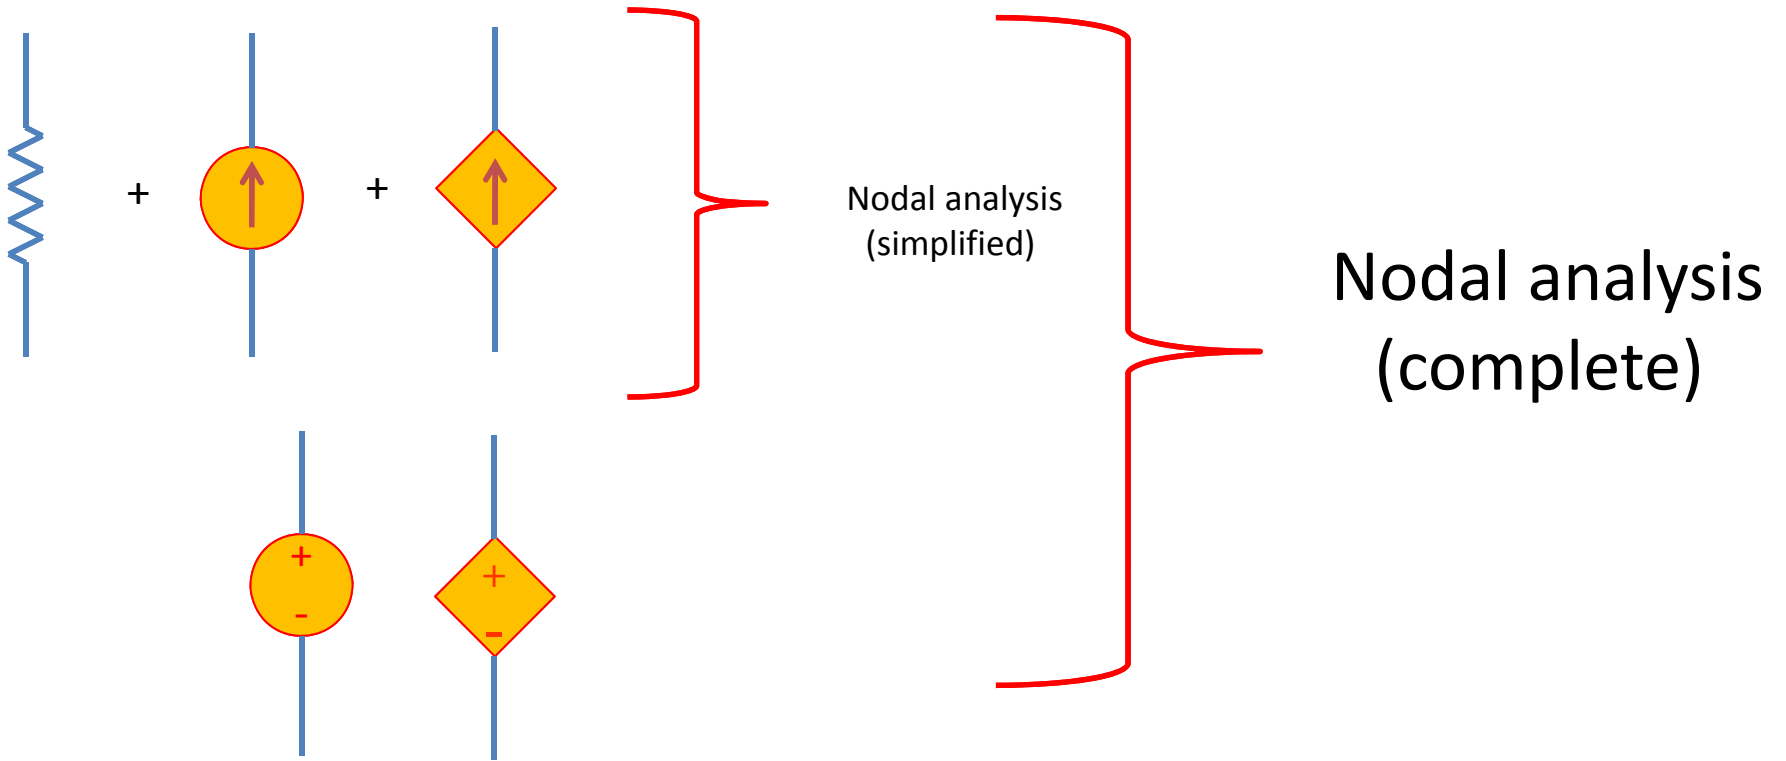 + +
Nodal analysis
(simplified)
Nodal analysis
(complete)
+ +
- -